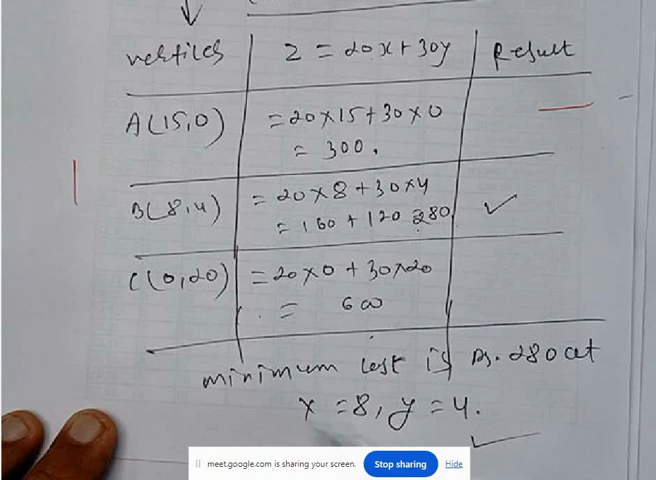 vertices Z = 20x + 30y Result
A(15,0) = 20×15+30×0
= 300.
B(8,4) = 20×8+30×4
= 160 + 120 280 ✓
C(0,20) = 20×0 + 30×20
= 600
minimum cost is Rs. 280 at
x = 8, y = 4.
meet.google.com is sharing your screen. Stop sharing Hide